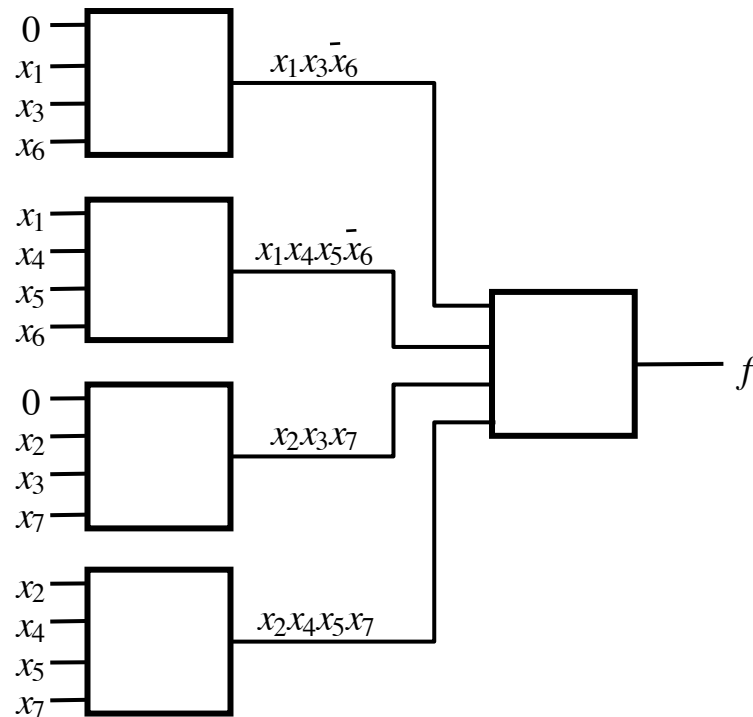 0
x₁
x₃
x₆
x₁x₃x̄₆
x₁
x₄
x₅
x₆
x₁x₄x₅x̄₆
0
x₂
x₃
x₇
x₂x₃x₇
x₂
x₄
x₅
x₇
x₂x₄x₅x₇
f